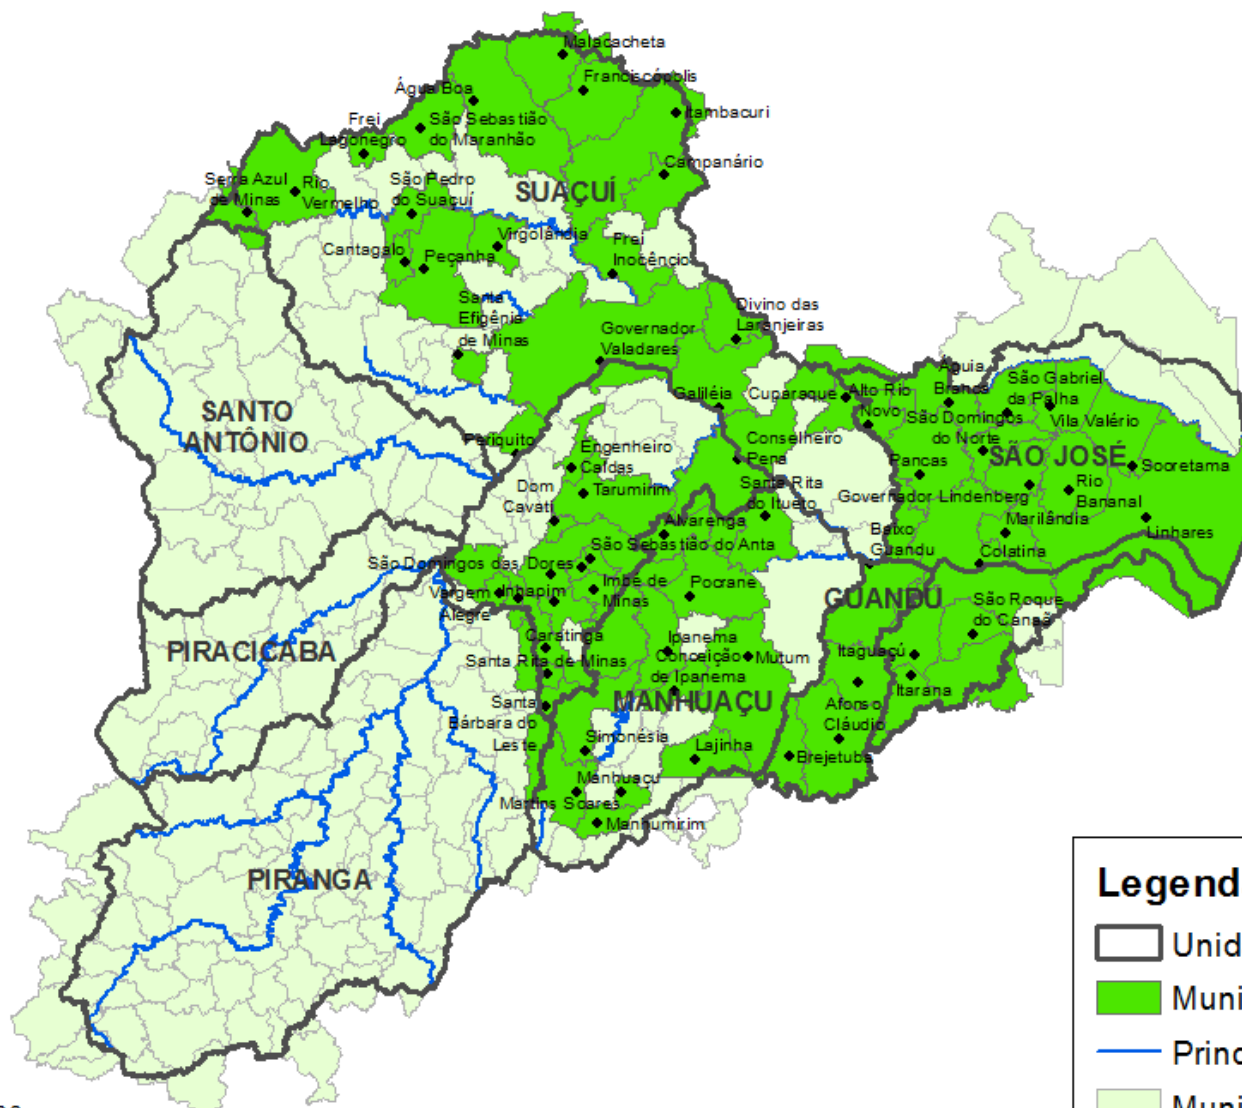 Malacacheta
Franciscópolis
Água Boa
Itambacuri
Frei
Lagonegro
São Sebastião
do Maranhão
Campanário
Serra Azul
de Minas
Rio
Vermelho
São Pedro
do Suaçuí
SUAÇUÍ
Virgolândia
Frei
Inocêncio
Cantagalo
Peçanha
Santa
Efigênia
de Minas
Divino das
Laranjeiras
Governador
Valadares
Galiléia
Cuparaque
Alto Rio
Novo
Águia
Branca
São Gabriel
da Palha
Vila Valério
São Domingos
do Norte
SANTO
ANTÔNIO
Periquito
Engenheiro
Caldas
Tarumirim
Dom
Cavati
Conselheiro
Pena
Santa Rita
do Itueto
Pancas
SÃO JOSÉ
Sooretama
Governador Lindenberg
Rio
Bananal
Marilândia
Linhares
Baixo
Guandu
Colatina
Alvarenga
São Sebastião do Anta
São Domingos das Dores
Imbé de
Minas
Pocrane
Vargem
Alegre
Inhapim
GUANDÚ
São Roque
do Canaã
PIRACICABA
Caratinga
Santa Rita de Minas
Ipanema
Conceição
de Ipanema
Mutum
Itaguaçú
Itarana
MANHUAÇU
Santa
Bárbara do
Leste
Afonso
Cláudio
Simonésia
Lajinha
Brejetuba
Manhuaçu
Martins Soares
Manhumirim
PIRANGA
Legend
Unid
Muni
Princ
Muni